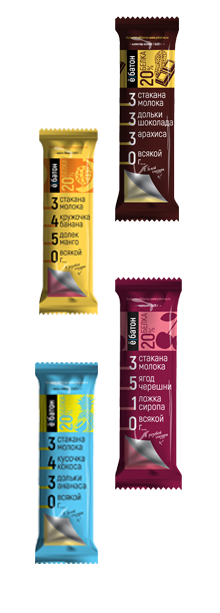 ё батон
20%
БЕЛКА
3 стакана
молока
3 дольки
шоколада
3 арахиса
0 всякой
г...
ё батон
20%
3 стакана
молока
4 кружочка
банана
5 долек
манго
0 всякой
г...
ё батон
20%
БЕЛКА
3 стакана
молока
5 ягод
черешни
1 ложка
сиропа
0 всякой
г...
ё батон
20%
3 стакана
молока
4 кусочка
кокоса
3 дольки
ананаса
0 всякой
г...